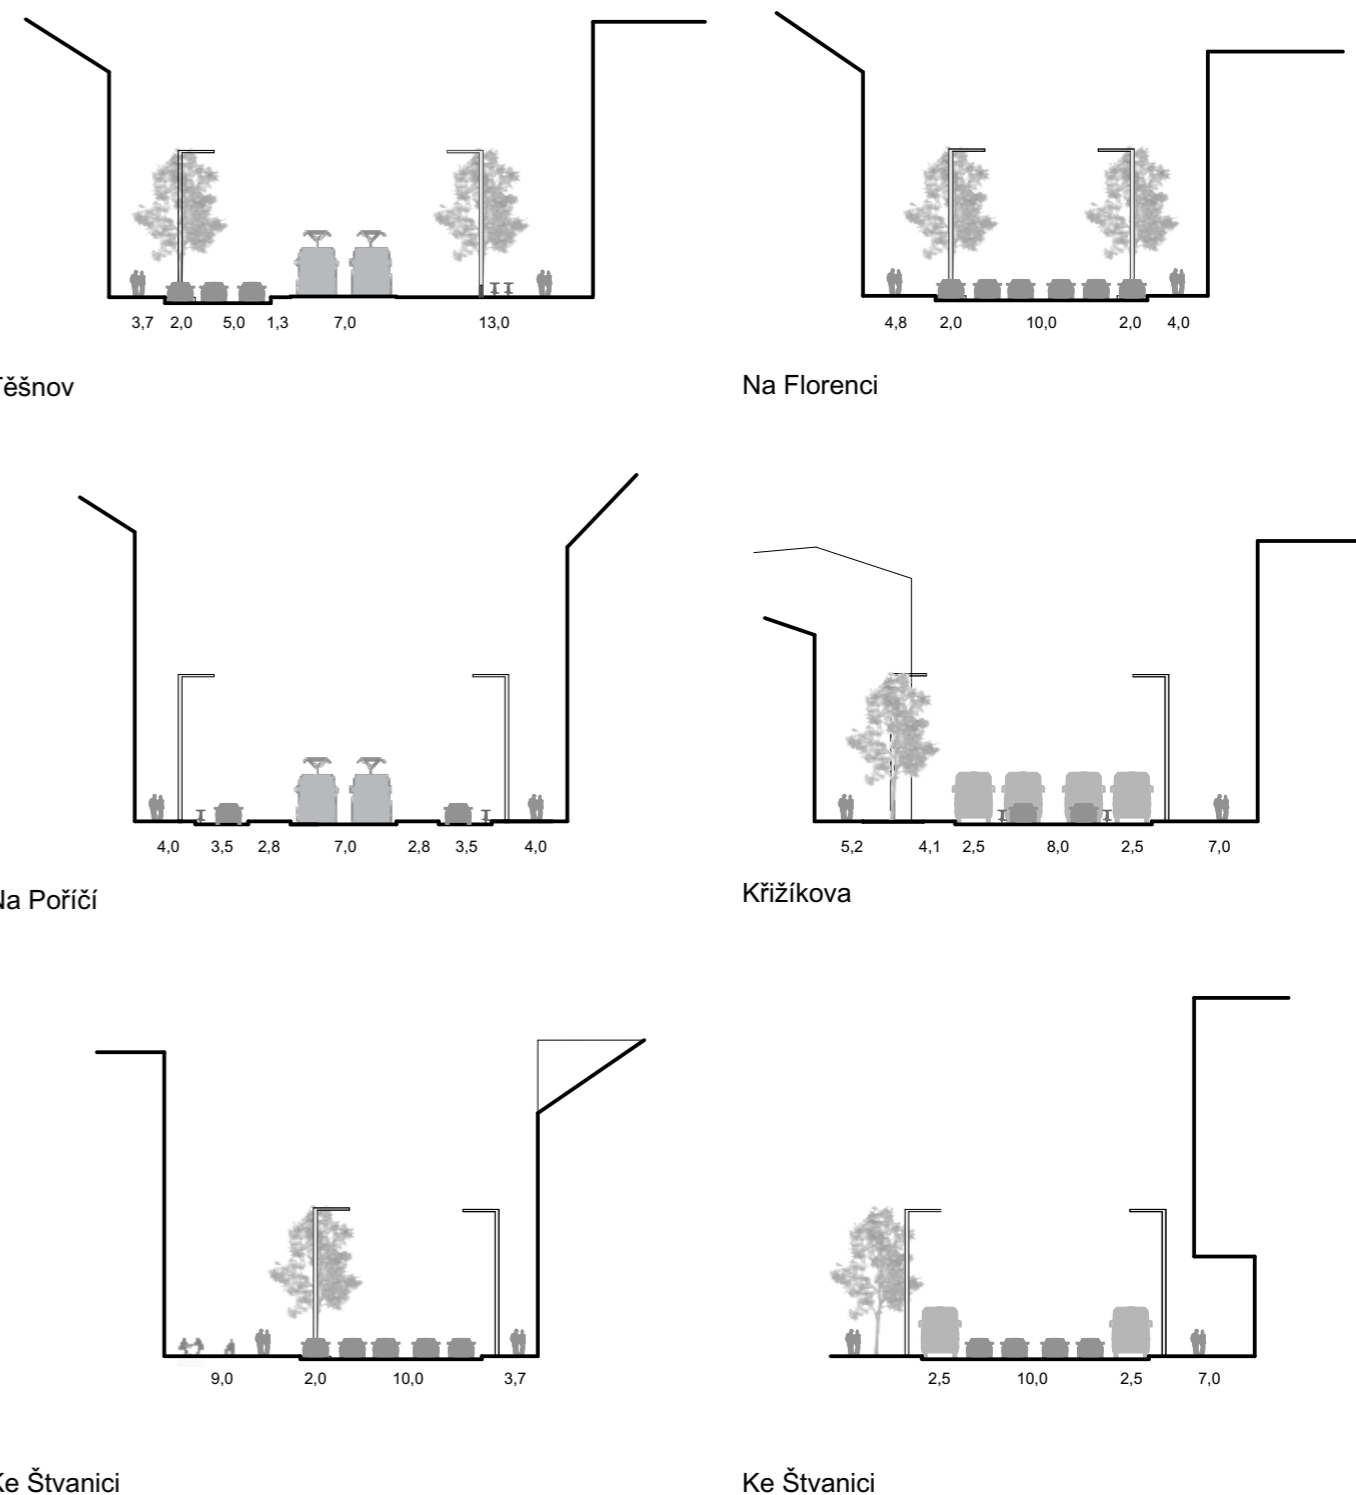 3,7 2,0 5,0 1,3 7,0 13,0
4,8 2,0 10,0 2,0 4,0
Těšnov
Na Florenci
4,0 3,5 2,8 7,0 2,8 3,5 4,0
5,2 4,1 2,5 8,0 2,5 7,0
Na Poříčí
Křižíkova
9,0 2,0 10,0 3,7
2,5 10,0 2,5 7,0
Ke Štvanici
Ke Štvanici